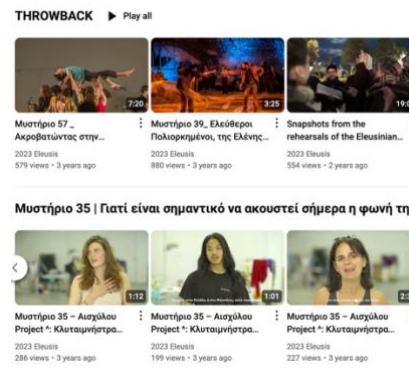 THROWBACK Play all
7:20
3:25
19:0
Μυστήριο 57 _
Ακροβατώντας στην...
2023 Eleusis
579 views • 3 years ago
Μυστήριο 39_ Ελεύθεροι
Πολιορκημένοι, της Ελένης...
2023 Eleusis
880 views • 3 years ago
Snapshots from the
rehearsals of the Eleusinian...
2023 Eleusis
554 views • 2 years ago
Μυστήριο 35 | Γιατί είναι σημαντικό να ακουστεί σήμερα η φωνή τη
1:12
1:01
2:3
Μυστήριο 35 – Αισχύλου
Project ^: Κλυταιμνήστρα...
2023 Eleusis
286 views • 3 years ago
Μυστήριο 35 – Αισχύλου
Project ^: Κλυταιμνήστρα...
2023 Eleusis
199 views • 3 years ago
Μυστήριο 35 – Αισχύλου
Project ^: Κλυταιμνήστρα...
2023 Eleusis
227 views • 3 years ago